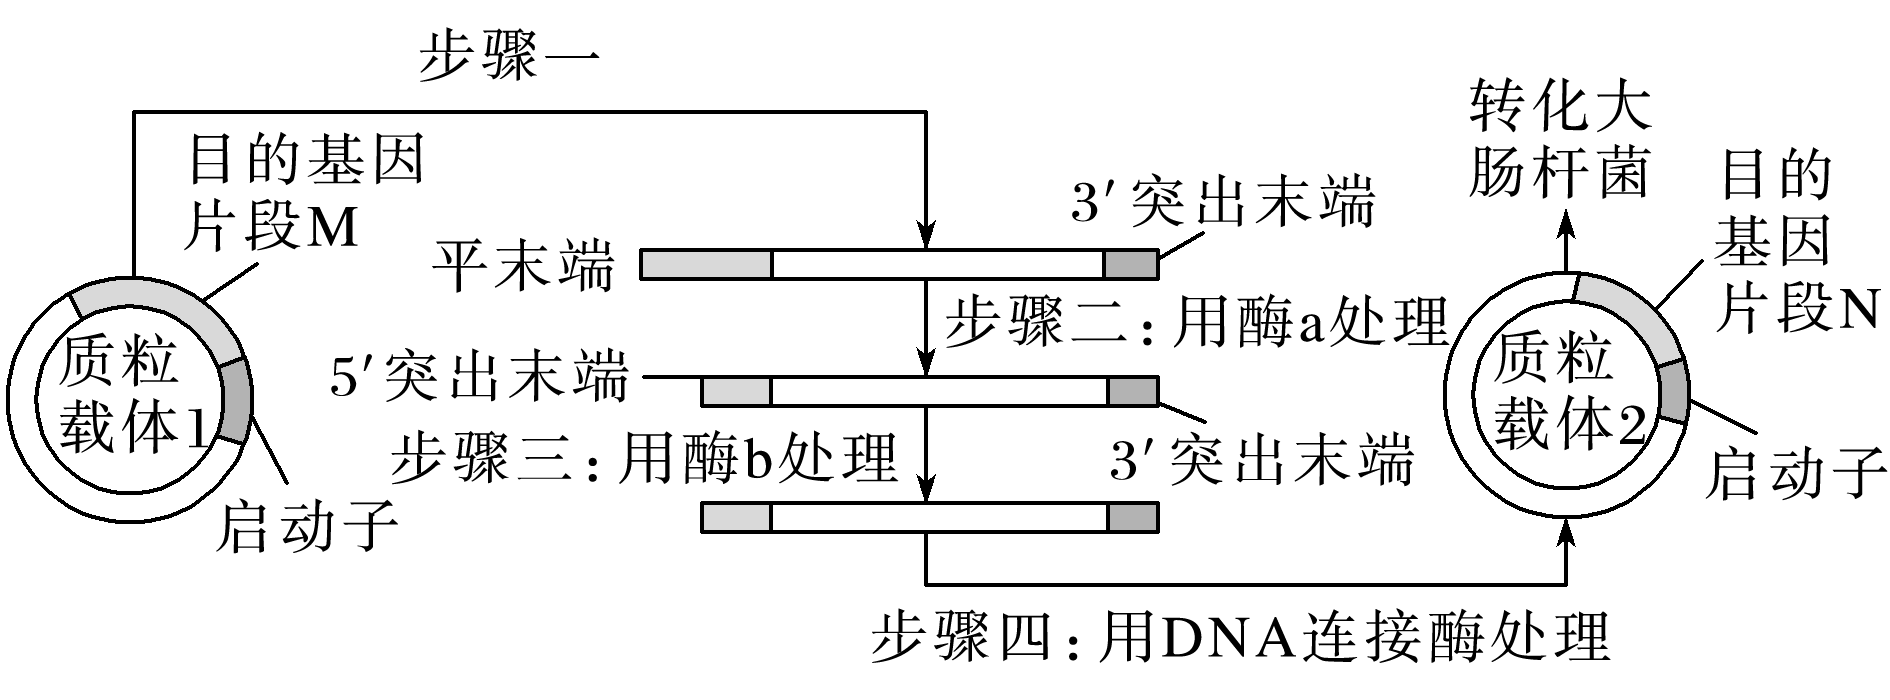 步骤一
目的基因
片段M
质粒
载体1
启动子
平末端
3′突出末端
步骤二:用酶a处理
5′突出末端
3′突出末端
步骤三:用酶b处理
步骤四:用DNA连接酶处理
转化大
肠杆菌
目的
基因
片段N
质粒
载体2
启动子